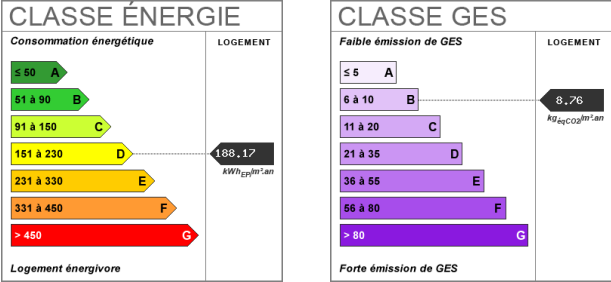 CLASSE ÉNERGIE
Consommation énergétique
LOGEMENT
≤ 50 A
51 à 90 B
91 à 150 C
151 à 230 D
188.17
kWhEP/m².an
231 à 330 E
331 à 450 F
> 450 G
Logement énergivore
CLASSE GES
Faible émission de GES
LOGEMENT
≤ 5 A
6 à 10 B
8.76
kgéqCO2/m².an
11 à 20 C
21 à 35 D
36 à 55 E
56 à 80 F
> 80 G
Forte émission de GES